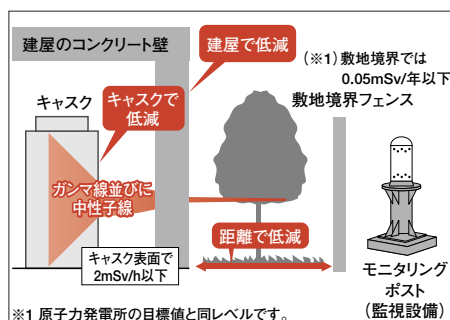 建屋のコンクリート壁
建屋で低減
(※1)敷地境界では
0.05mSv/年以下
敷地境界フェンス
キャスク
キャスクで
低減
ガンマ線並びに
中性子線
距離で低減
キャスク表面で
2mSv/h以下
モニタリング
ポスト
(監視設備)
※1 原子力発電所の目標値と同レベルです。